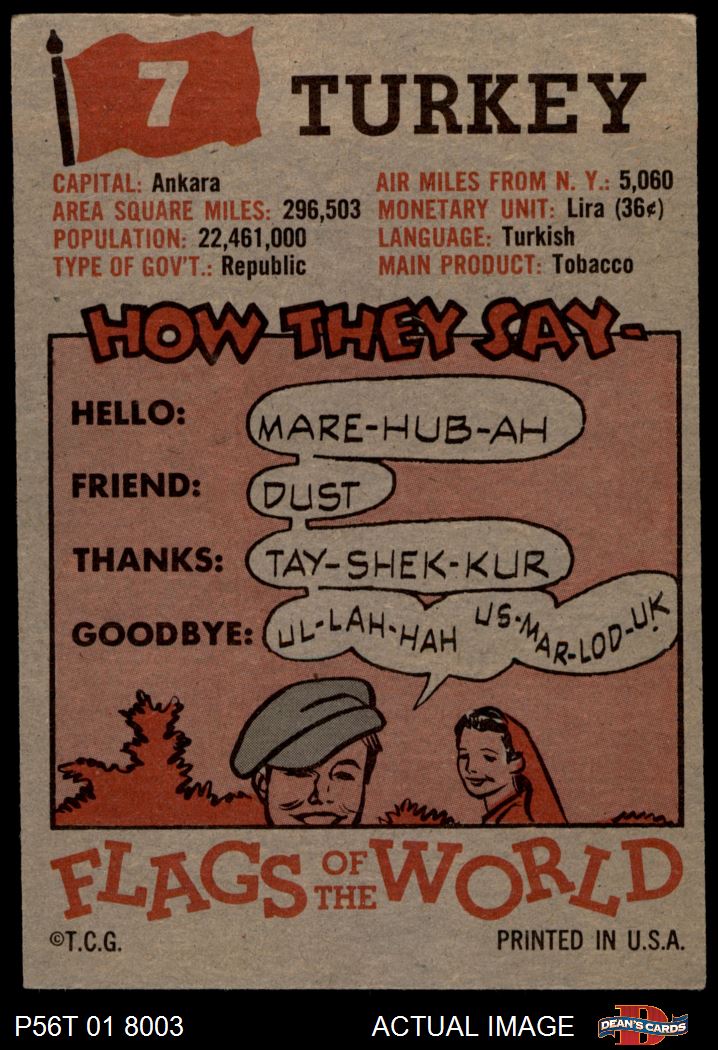 7
TURKEY
CAPITAL: Ankara
AREA SQUARE MILES: 296,503
POPULATION: 22,461,000
TYPE OF GOV'T.: Republic
AIR MILES FROM N. Y.: 5,060
MONETARY UNIT: Lira (36¢)
LANGUAGE: Turkish
MAIN PRODUCT: Tobacco
HOW THEY SAY-
HELLO: MARE-HUB-AH
FRIEND: DUST
THANKS: TAY-SHEK-KUR
GOODBYE: UL-LAH-HAH US-MAR-LOD-UK
FLAGS OF THE WORLD
©T.C.G. PRINTED IN U.S.A.
P56T 01 8003 ACTUAL IMAGE DEAN'S CARDS